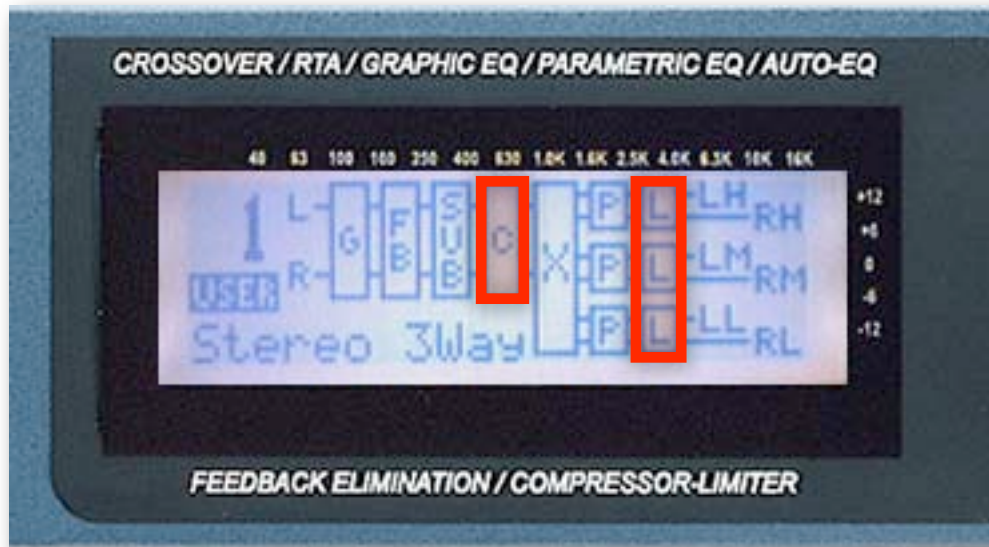 CROSSOVER / RTA / GRAPHIC EQ / PARAMETRIC EQ / AUTO-EQ
40 63 100 160 250 400 630 1.0K 1.6K 2.5K 4.0K 6.3K 10K 16K
1 L G FB SUB C X P L LH RH
R P L LM RM
USER P L LL RL
Stereo 3Way
+12
+6
0
-6
-12
FEEDBACK ELIMINATION / COMPRESSOR-LIMITER